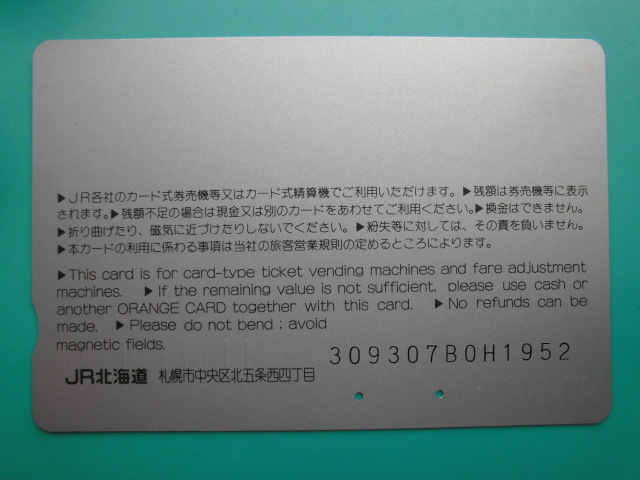 ▶JR各社のカード式券売機等又はカード式精算機でご利用いただけます。▶残額は券売機等に表示
されます。▶残額不足の場合は現金又は別のカードをあわせてご利用ください。▶換金はできません。
▶折り曲げたり、磁気に近づけたりしないでください。▶紛失等に対しては、その責を負いません。
▶本カードの利用に係わる事項は当社の旅客営業規則の定めるところによります。
▶This card is for card-type ticket vending machines and fare adjustment
machines. ▶If the remaining value is not sufficient, please use cash or
another ORANGE CARD together with this card. ▶No refunds can be
made. ▶Please do not bend ; avoid
magnetic fields.
309307B0H1952
JR北海道 札幌市中央区北五条西四丁目